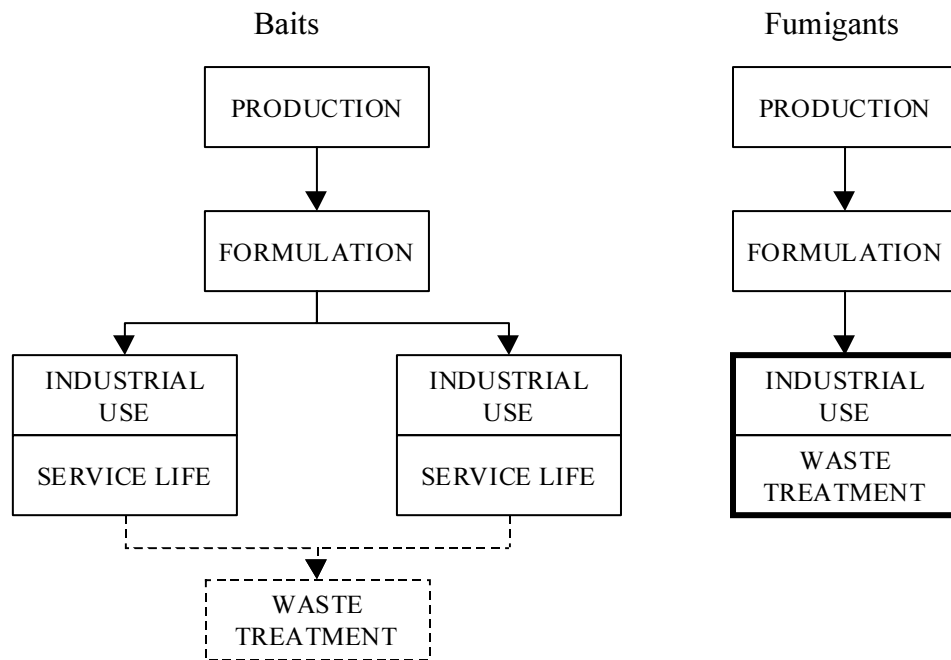 Baits
PRODUCTION
FORMULATION
INDUSTRIAL
USE
SERVICE LIFE
INDUSTRIAL
USE
SERVICE LIFE
WASTE
TREATMENT
Fumigants
PRODUCTION
FORMULATION
INDUSTRIAL
USE
WASTE
TREATMENT